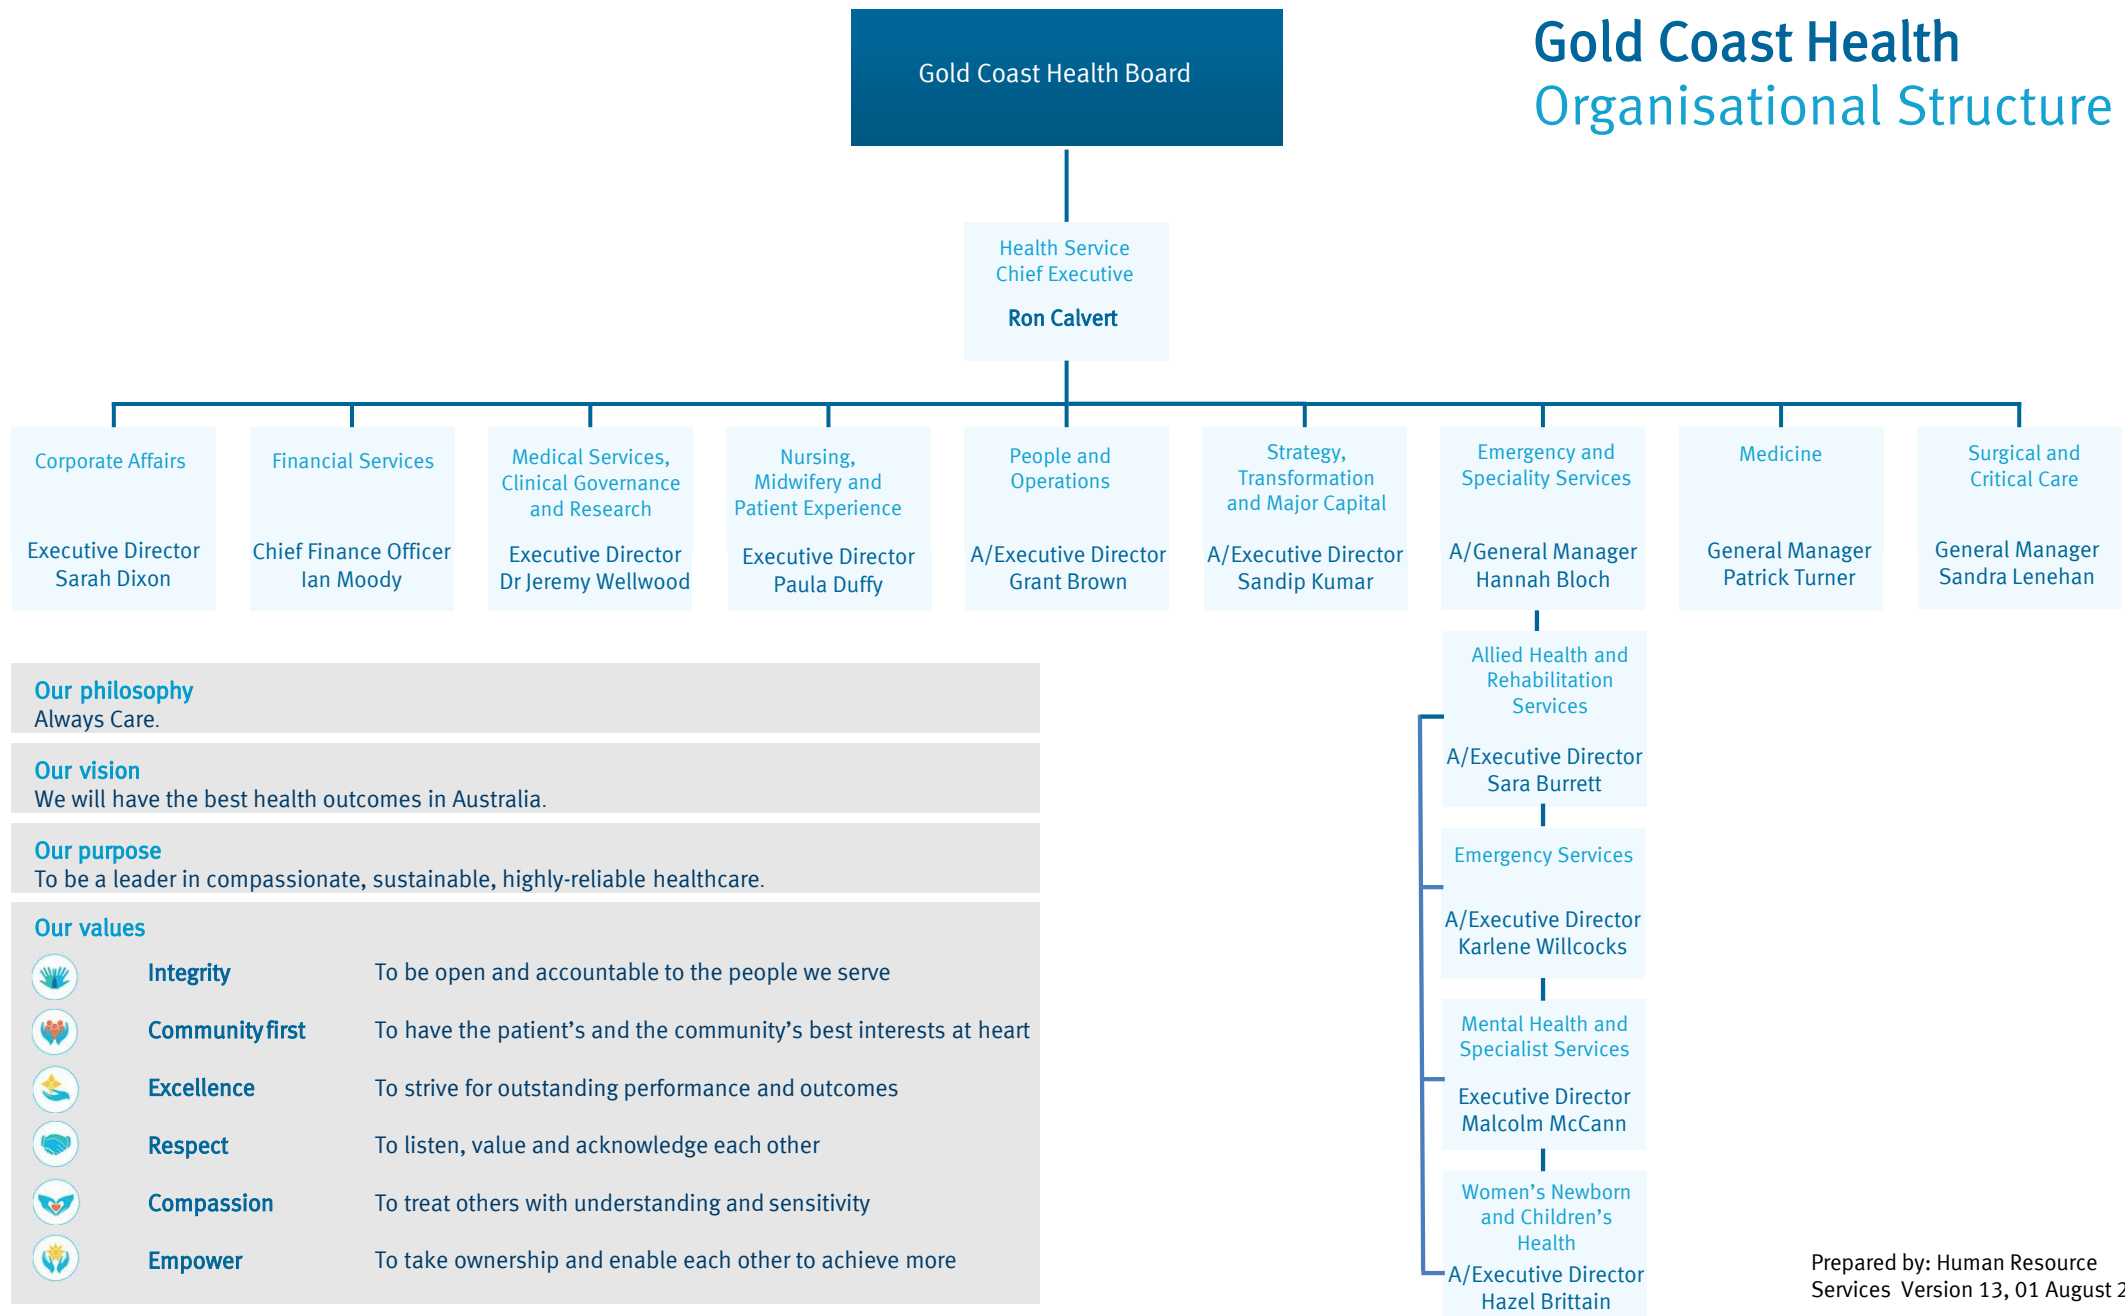 Gold Coast Health Board
Gold Coast Health
Organisational Structure
Health Service
Chief Executive
Ron Calvert
Corporate Affairs
Executive Director
Sarah Dixon
Financial Services
Chief Finance Officer
Ian Moody
Medical Services,
Clinical Governance
and Research
Executive Director
Dr Jeremy Wellwood
Nursing,
Midwifery and
Patient Experience
Executive Director
Paula Duffy
People and
Operations
A/Executive Director
Grant Brown
Strategy,
Transformation
and Major Capital
A/Executive Director
Sandip Kumar
Emergency and
Speciality Services
A/General Manager
Hannah Bloch
Medicine
General Manager
Patrick Turner
Surgical and
Critical Care
General Manager
Sandra Lenehan
Allied Health and
Rehabilitation
Services
A/Executive Director
Sara Burrett
Emergency Services
A/Executive Director
Karlene Willcocks
Mental Health and
Specialist Services
Executive Director
Malcolm McCann
Women's Newborn
and Children's
Health
A/Executive Director
Hazel Brittain
Our philosophy
Always Care.
Our vision
We will have the best health outcomes in Australia.
Our purpose
To be a leader in compassionate, sustainable, highly-reliable healthcare.
Our values
Integrity To be open and accountable to the people we serve
Community first To have the patient's and the community's best interests at heart
Excellence To strive for outstanding performance and outcomes
Respect To listen, value and acknowledge each other
Compassion To treat others with understanding and sensitivity
Empower To take ownership and enable each other to achieve more
Prepared by: Human Resource
Services Version 13, 01 August